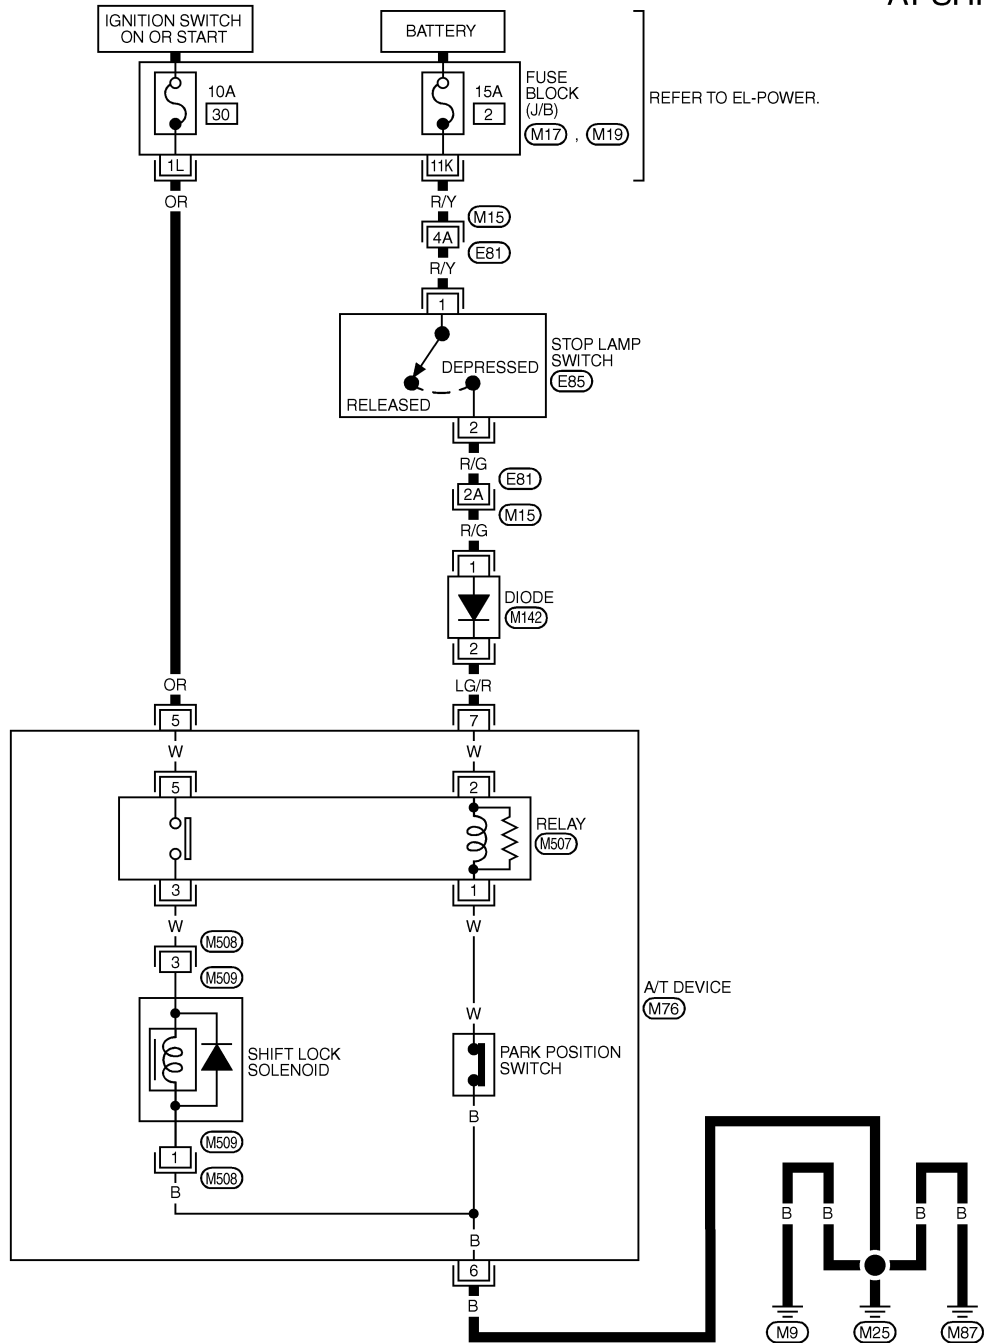 IGNITION SWITCH
ON OR START
BATTERY
10A
30
15A
2
FUSE
BLOCK
(J/B)
M17 , M19
REFER TO EL-POWER.
1L
11K
OR
R/Y
M15
4A
E81
R/Y
1
STOP LAMP
SWITCH
E85
DEPRESSED
RELEASED
2
R/G
E81
2A
M15
R/G
1
DIODE
M142
2
OR
LG/R
5
7
W
W
5
2
RELAY
M507
3
1
W
W
M508
3
M509
A/T DEVICE
M76
W
SHIFT LOCK
SOLENOID
PARK POSITION
SWITCH
B
M509
1
M508
B
B
6
B
B
B
B
B
M9
M25
M87